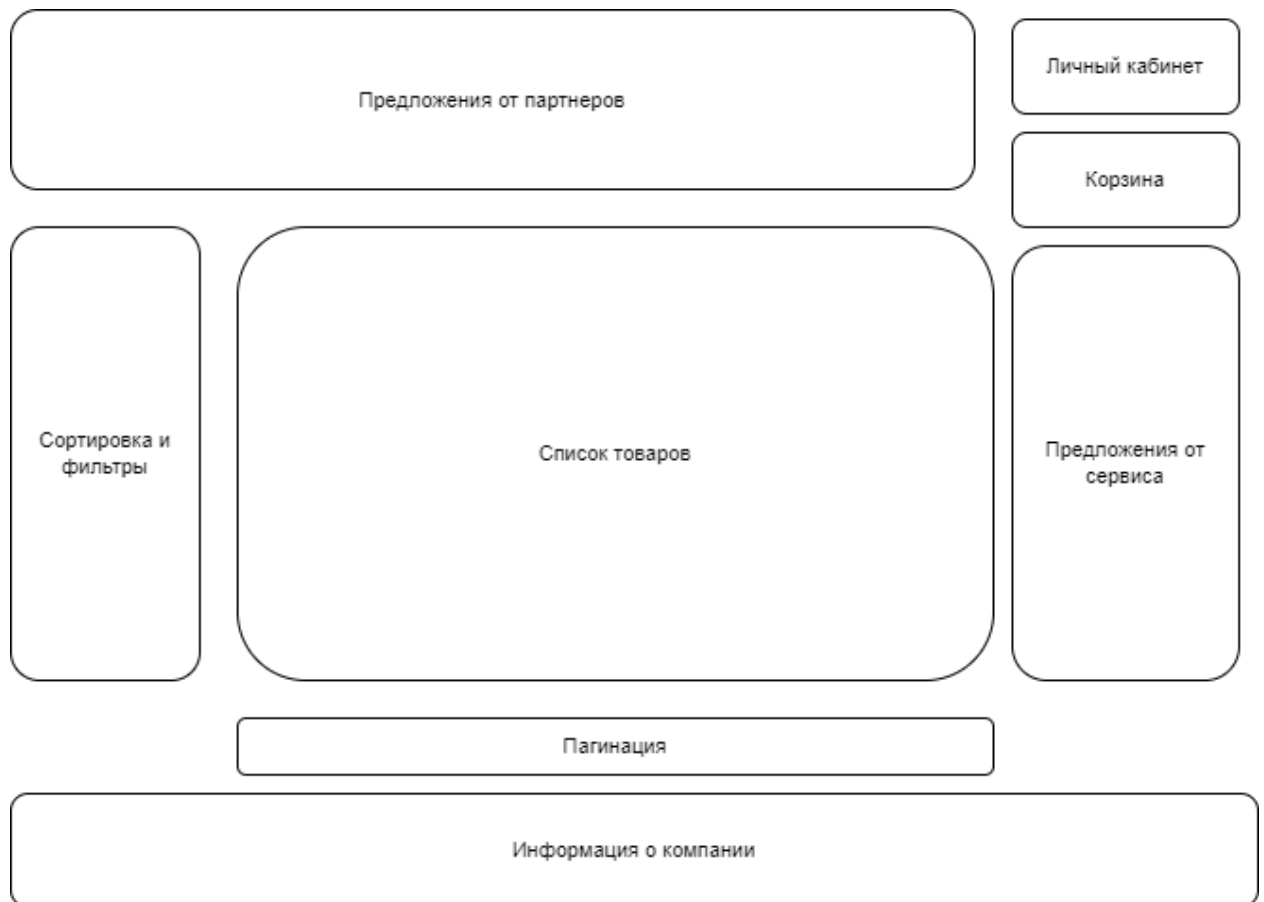 Предложения от партнеров
Личный кабинет
Корзина
Сортировка и
фильтры
Список товаров
Предложения от
сервиса
Пагинация
Информация о компании